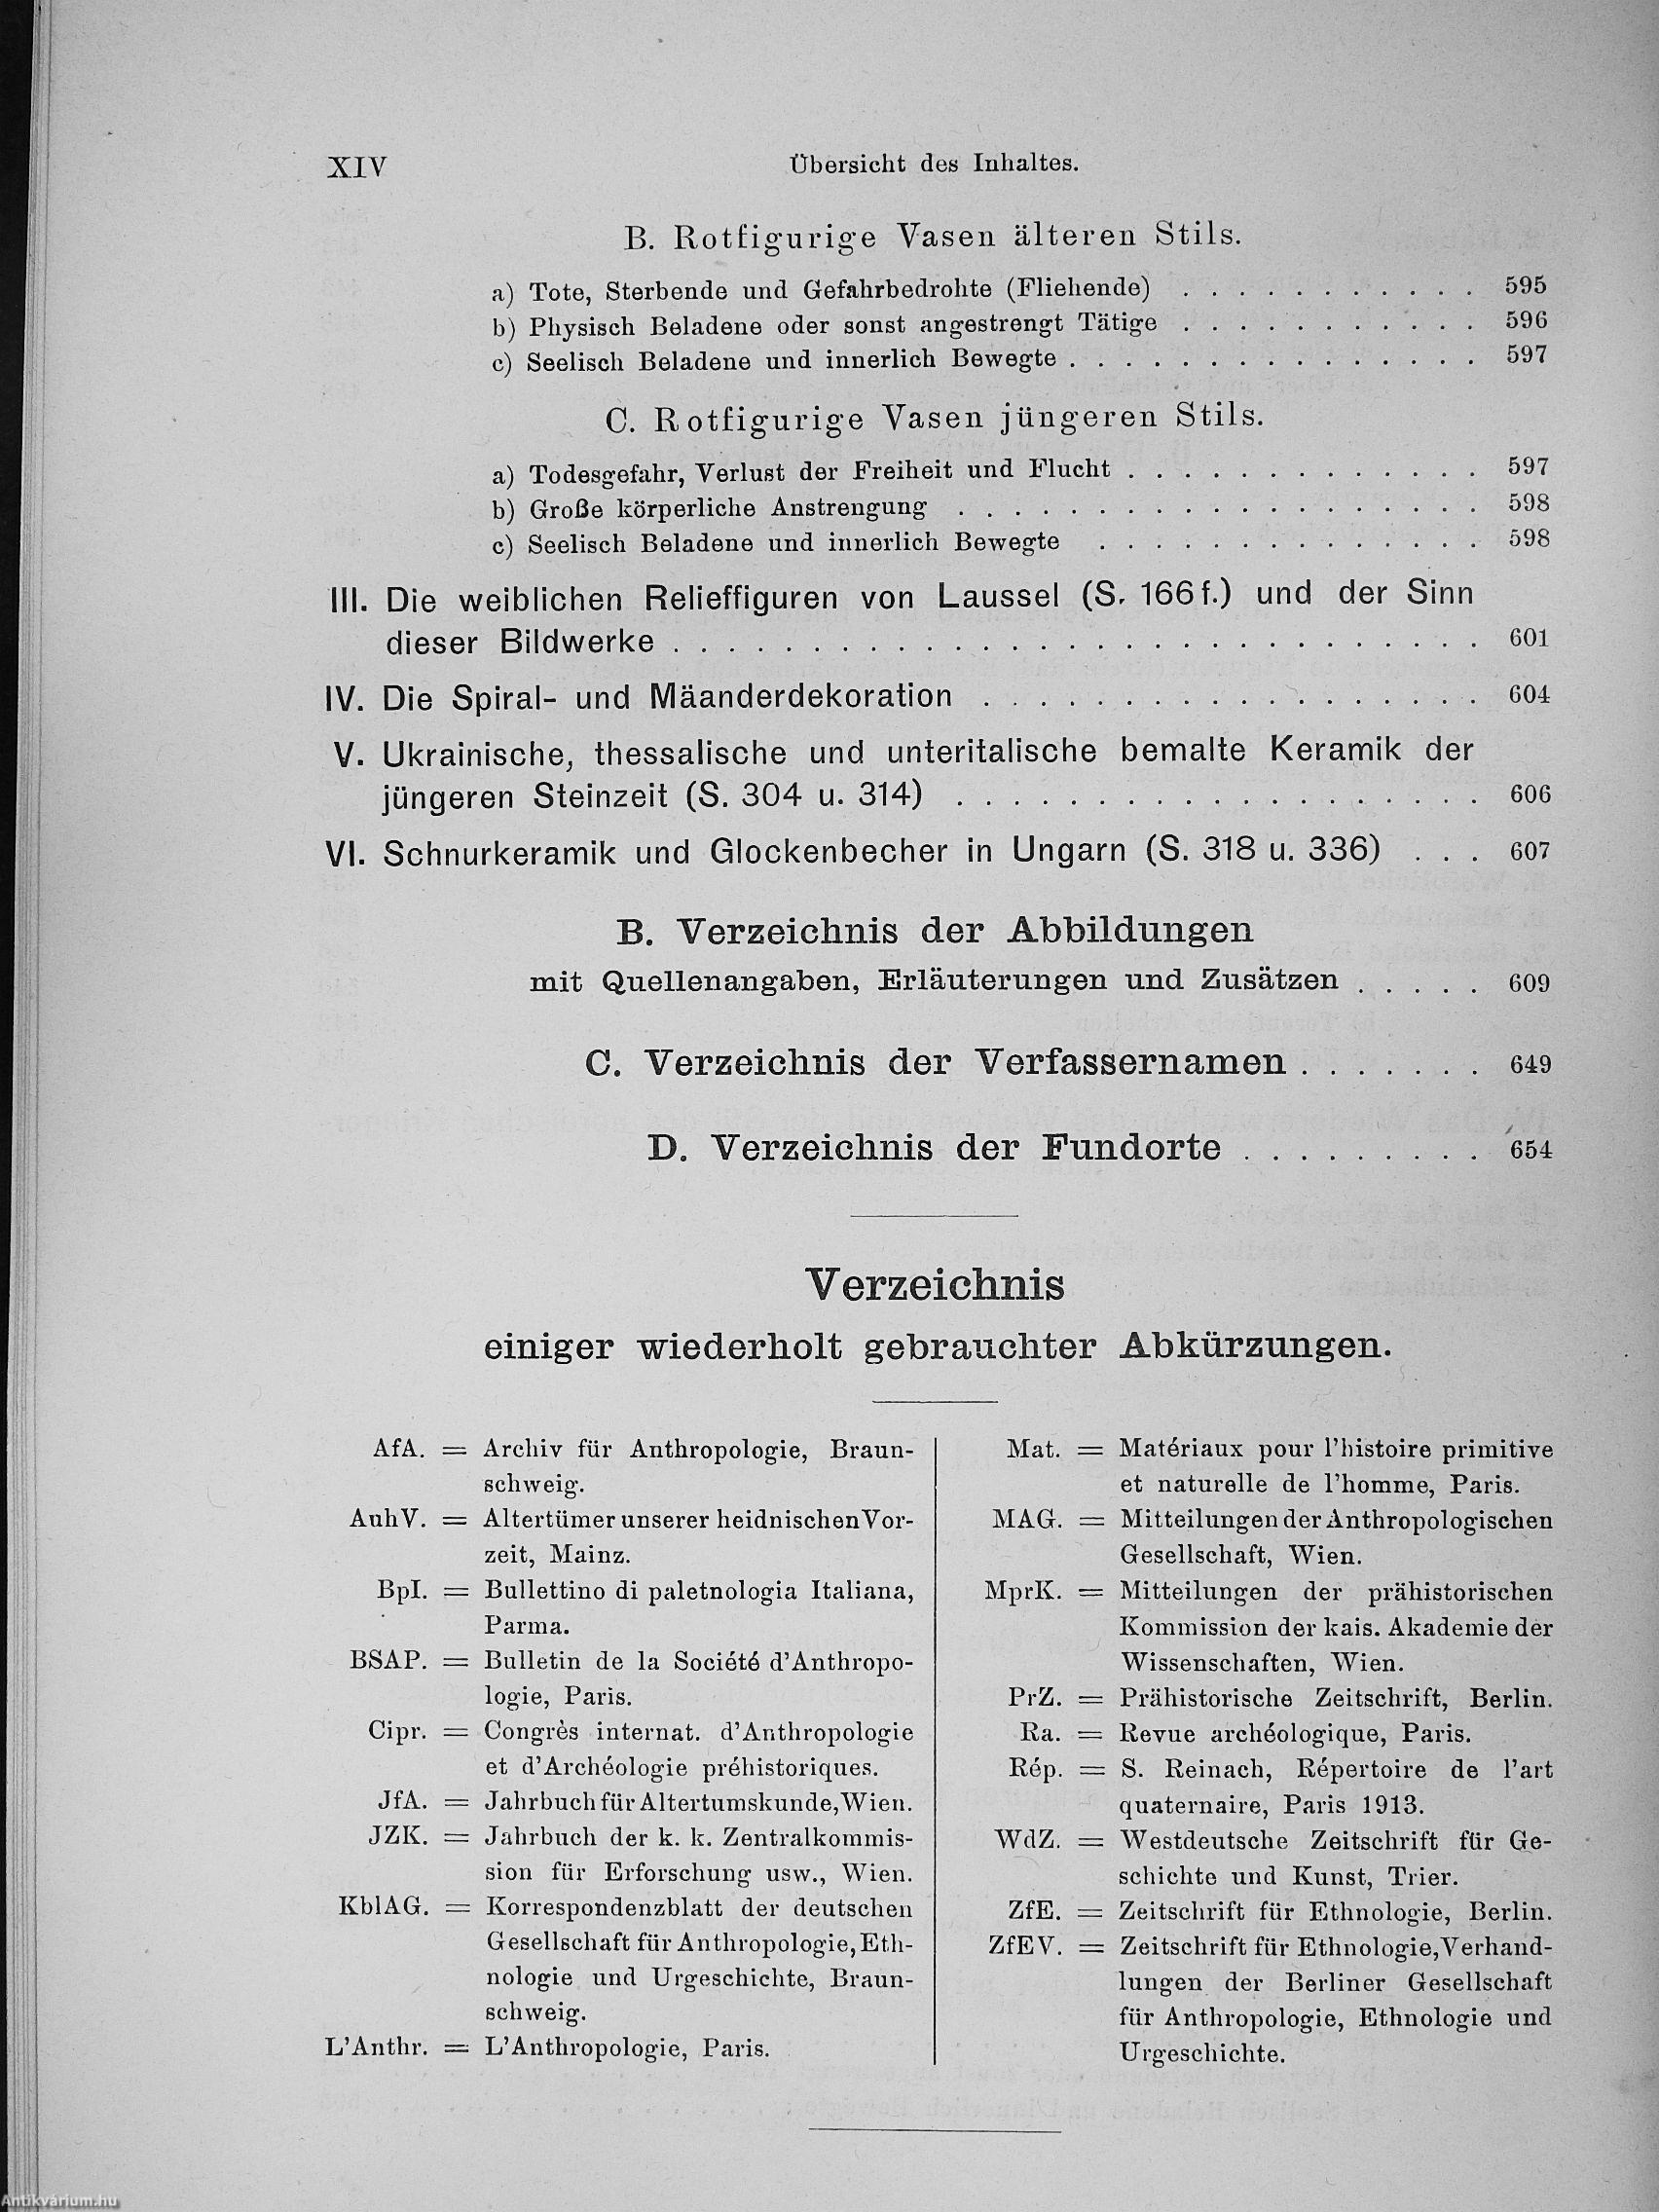 XIV Übersicht des Inhaltes.
B. Rotfigurige Vasen älteren Stils.
a) Tote, Sterbende und Gefahrbedrohte (Fliehende) . . . . . . . . . . . 595
b) Physisch Beladene oder sonst angestrengt Tätige . . . . . . . . . . . 596
c) Seelisch Beladene und innerlich Bewegte . . . . . . . . . . . . . . . 597
C. Rotfigurige Vasen jüngeren Stils.
a) Todesgefahr, Verlust der Freiheit und Flucht . . . . . . . . . . . . . 597
b) Große körperliche Anstrengung . . . . . . . . . . . . . . . . . . . 598
c) Seelisch Beladene und innerlich Bewegte . . . . . . . . . . . . . . 598
III. Die weiblichen Relieffiguren von Laussel (S. 166 f.) und der Sinn
dieser Bildwerke . . . . . . . . . . . . . . . . . . . . . . . . . . . . . 601
IV. Die Spiral- und Mäanderdekoration . . . . . . . . . . . . . . . . . . 604
V. Ukrainische, thessalische und unteritalische bemalte Keramik der
jüngeren Steinzeit (S. 304 u. 314) . . . . . . . . . . . . . . . . . . . 606
VI. Schnurkeramik und Glockenbecher in Ungarn (S. 318 u. 336) . . . 607
B. Verzeichnis der Abbildungen
mit Quellenangaben, Erläuterungen und Zusätzen . . . . . 609
C. Verzeichnis der Verfassernamen . . . . . . . 649
D. Verzeichnis der Fundorte . . . . . . . . . 654
Verzeichnis
einiger wiederholt gebrauchter Abkürzungen.
AfA. = Archiv für Anthropologie, Braun-
schweig.
AuhV. = Altertümer unserer heidnischen Vor-
zeit, Mainz.
BpI. = Bullettino di paletnologia Italiana,
Parma.
BSAP. = Bulletin de la Société d'Anthropo-
logie, Paris.
Cipr. = Congrès internat. d'Anthropologie
et d'Archéologie préhistoriques.
JfA. = Jahrbuch für Altertumskunde, Wien.
JZK. = Jahrbuch der k. k. Zentralkommis-
sion für Erforschung usw., Wien.
KblAG. = Korrespondenzblatt der deutschen
Gesellschaft für Anthropologie, Eth-
nologie und Urgeschichte, Braun-
schweig.
L'Anthr. = L'Anthropologie, Paris.
Mat. = Matériaux pour l'histoire primitive
et naturelle de l'homme, Paris.
MAG. = Mitteilungen der Anthropologischen
Gesellschaft, Wien.
MprK. = Mitteilungen der prähistorischen
Kommission der kais. Akademie der
Wissenschaften, Wien.
PrZ. = Prähistorische Zeitschrift, Berlin.
Ra. = Revue archéologique, Paris.
Rép. = S. Reinach, Répertoire de l'art
quaternaire, Paris 1913.
WdZ. = Westdeutsche Zeitschrift für Ge-
schichte und Kunst, Trier.
ZfE. = Zeitschrift für Ethnologie, Berlin.
ZfEV. = Zeitschrift für Ethnologie, Verhand-
lungen der Berliner Gesellschaft
für Anthropologie, Ethnologie und
Urgeschichte.
Antikvárium.hu